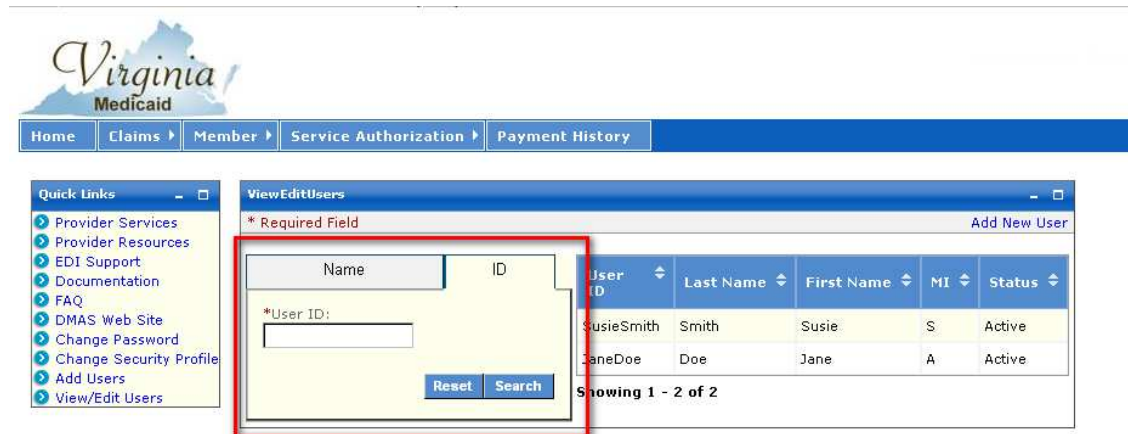 Virginia
Medicaid
Home Claims Member Service Authorization Payment History
Quick Links
Provider Services
Provider Resources
EDI Support
Documentation
FAQ
DMAS Web Site
Change Password
Change Security Profile
Add Users
View/Edit Users
ViewEditUsers
* Required Field Add New User
Name ID
*User ID:
Reset Search
User ID Last Name First Name MI Status
SusieSmith Smith Susie S Active
JaneDoe Doe Jane A Active
Showing 1 - 2 of 2